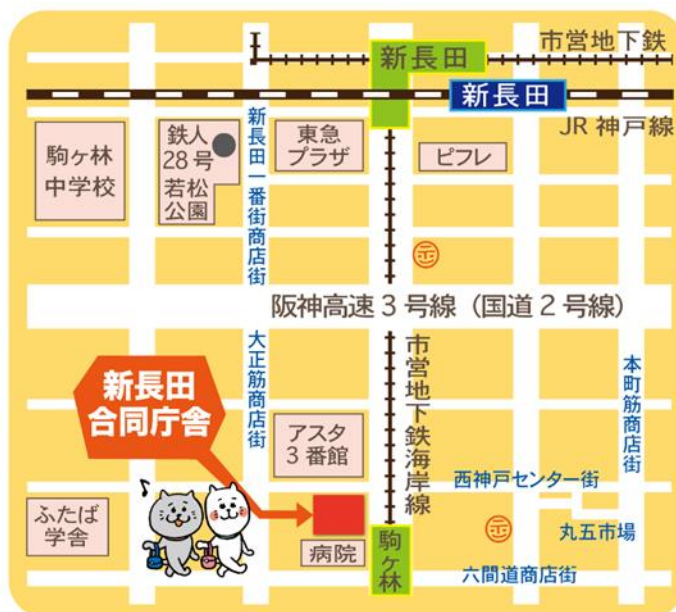 市営地下鉄
新長田
新長田
JR 神戸線
駒ヶ林
中学校
鉄人
28号
若松
公園
新長田一番街商店街
東急
プラザ
ピフレ
阪神高速3号線（国道2号線）
新長田
合同庁舎
大正筋商店街
アスタ
3番館
市営地下鉄海岸線
本町筋商店街
西神戸センター街
ふたば
学舎
病院
駒ヶ林
丸五市場
六間道商店街